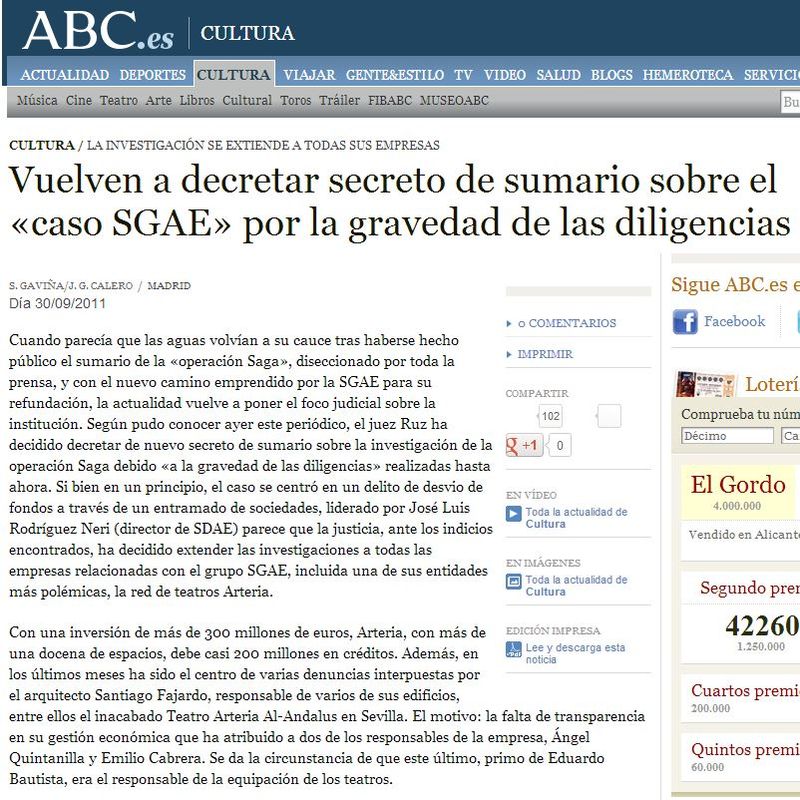 ABC.es CULTURA
ACTUALIDAD DEPORTES CULTURA VIAJAR GENTE&ESTILO TV VIDEO SALUD BLOGS HEMEROTECA SERVICI
Música Cine Teatro Arte Libros Cultural Toros Tráiler FIBABC MUSEOABC
Bu
CULTURA / LA INVESTIGACIÓN SE EXTIENDE A TODAS SUS EMPRESAS
Vuelven a decretar secreto de sumario sobre el
«caso SGAE» por la gravedad de las diligencias
S. GAVIÑA/J. G. CALERO / MADRID
Día 30/09/2011
Cuando parecía que las aguas volvían a su cauce tras haberse hecho
público el sumario de la «operación Saga», diseccionado por toda la
prensa, y con el nuevo camino emprendido por la SGAE para su
refundación, la actualidad vuelve a poner el foco judicial sobre la
institución. Según pudo conocer ayer este periódico, el juez Ruz ha
decidido decretar de nuevo secreto de sumario sobre la investigación de la
operación Saga debido «a la gravedad de las diligencias» realizadas hasta
ahora. Si bien en un principio, el caso se centró en un delito de desvio de
fondos a través de un entramado de sociedades, liderado por José Luis
Rodríguez Neri (director de SDAE) parece que la justicia, ante los indicios
encontrados, ha decidido extender las investigaciones a todas las
empresas relacionadas con el grupo SGAE, incluida una de sus entidades
más polémicas, la red de teatros Arteria.
Con una inversión de más de 300 millones de euros, Arteria, con más de
una docena de espacios, debe casi 200 millones en créditos. Además, en
los últimos meses ha sido el centro de varias denuncias interpuestas por
el arquitecto Santiago Fajardo, responsable de varios de sus edificios,
entre ellos el inacabado Teatro Arteria Al-Andalus en Sevilla. El motivo: la falta de transparencia
en su gestión económica que ha atribuido a dos de los responsables de la empresa, Ángel
Quintanilla y Emilio Cabrera. Se da la circunstancia de que este último, primo de Eduardo
Bautista, era el responsable de la equipación de los teatros.
0 COMENTARIOS
IMPRIMIR
COMPARTIR
102
g +1 0
EN VÍDEO
Toda la actualidad de
Cultura
EN IMÁGENES
Toda la actualidad de
Cultura
EDICIÓN IMPRESA
Lee y descarga esta
noticia
Sigue ABC.es e
Facebook
Loterí
Comprueba tu núm
Décimo Ca
El Gordo
4.000.000
Vendido en Alicante
Segundo prem
42260
1.250.000
Cuartos premi
200.000
Quintos premi
60.000